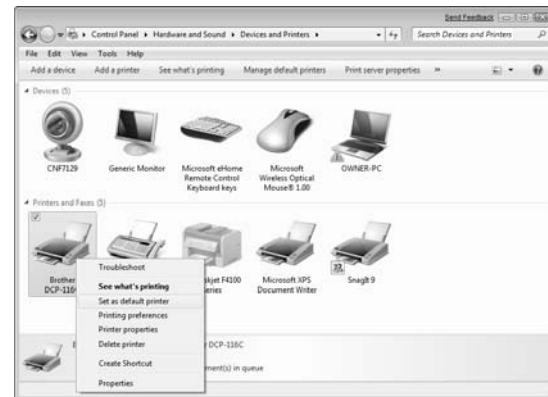 Send Feedback
Control Panel ▸ Hardware and Sound ▸ Devices and Printers ▸
Search Devices and Printers
File Edit View Tools Help
Add a device Add a printer See what's printing Manage default printers Print server properties »
Devices (5)
CNF7129
Generic Monitor
Microsoft eHome
Remote Control
Keyboard keys
Microsoft
Wireless Optical
Mouse® 1.00
OWNER-PC
Printers and Faxes (5)
Brother
DCP-116
F4100
Microsoft XPS
Document Writer
SnagIt 9
Troubleshoot
See what's printing
Set as default printer
Printing preferences
Printer properties
Delete printer
Create Shortcut
Properties
DCP-116C
in queue